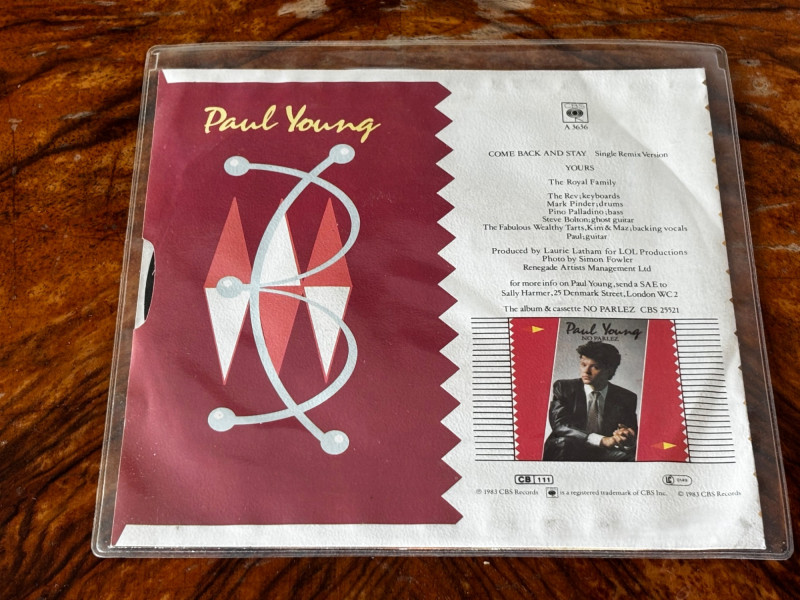 Paul Young
CBS
A 3636
COME BACK AND STAY Single Remix Version
YOURS
The Royal Family
The Rev;keyboards
Mark Pinder;drums
Pino Palladino;bass
Steve Bolton;ghost guitar
The Fabulous Wealthy Tarts,Kim & Maz;backing vocals
Paul;guitar
Produced by Laurie Latham for LOL Productions
Photo by Simon Fowler
Renegade Artists Management Ltd
for more info on Paul Young,send a SAE to
Sally Harmer,25 Denmark Street,London WC2
The album & cassette NO PARLEZ CBS 25521
Paul Young
NO PARLEZ
CB 111
℗ 1983 CBS Records is a registered trademark of CBS Inc. © 1983 CBS Records